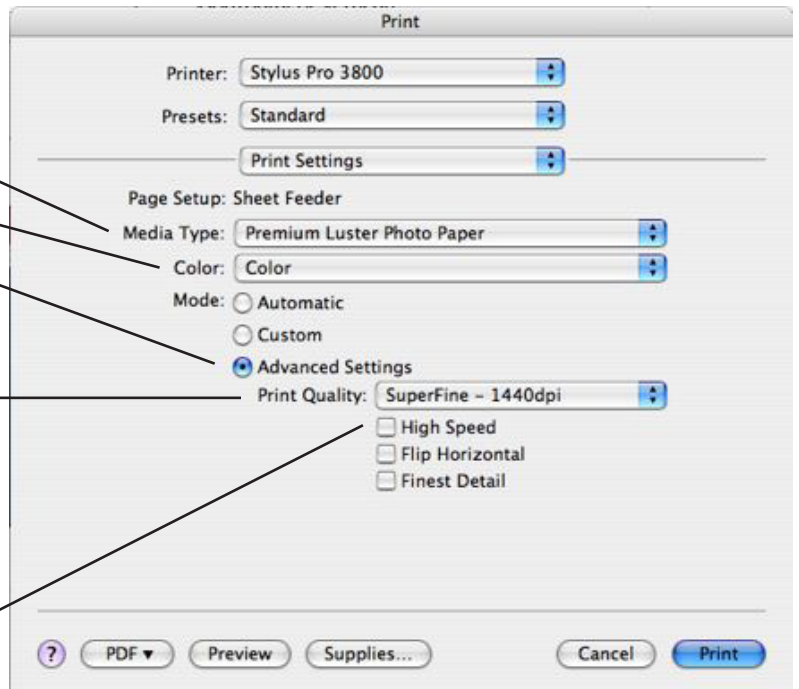 Print
Printer: Stylus Pro 3800
Presets: Standard
Print Settings
Page Setup: Sheet Feeder
Media Type: Premium Luster Photo Paper
Color: Color
Mode: Automatic
Custom
Advanced Settings
Print Quality: SuperFine – 1440dpi
High Speed
Flip Horizontal
Finest Detail
? PDF ▼ Preview Supplies... Cancel Print